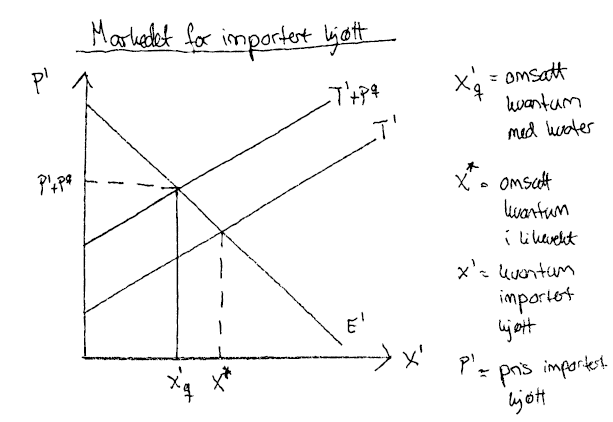 Markedet for importert kjøtt
P'
T'+Pq
T'
P'+Pq
E'
X'
X'q
X*
X'q = omsatt
kvantum
med kvoter
X* = omsatt
kvantum
i likevekt
X' = kvantum
importert
kjøtt
P' = pris importert
kjøtt